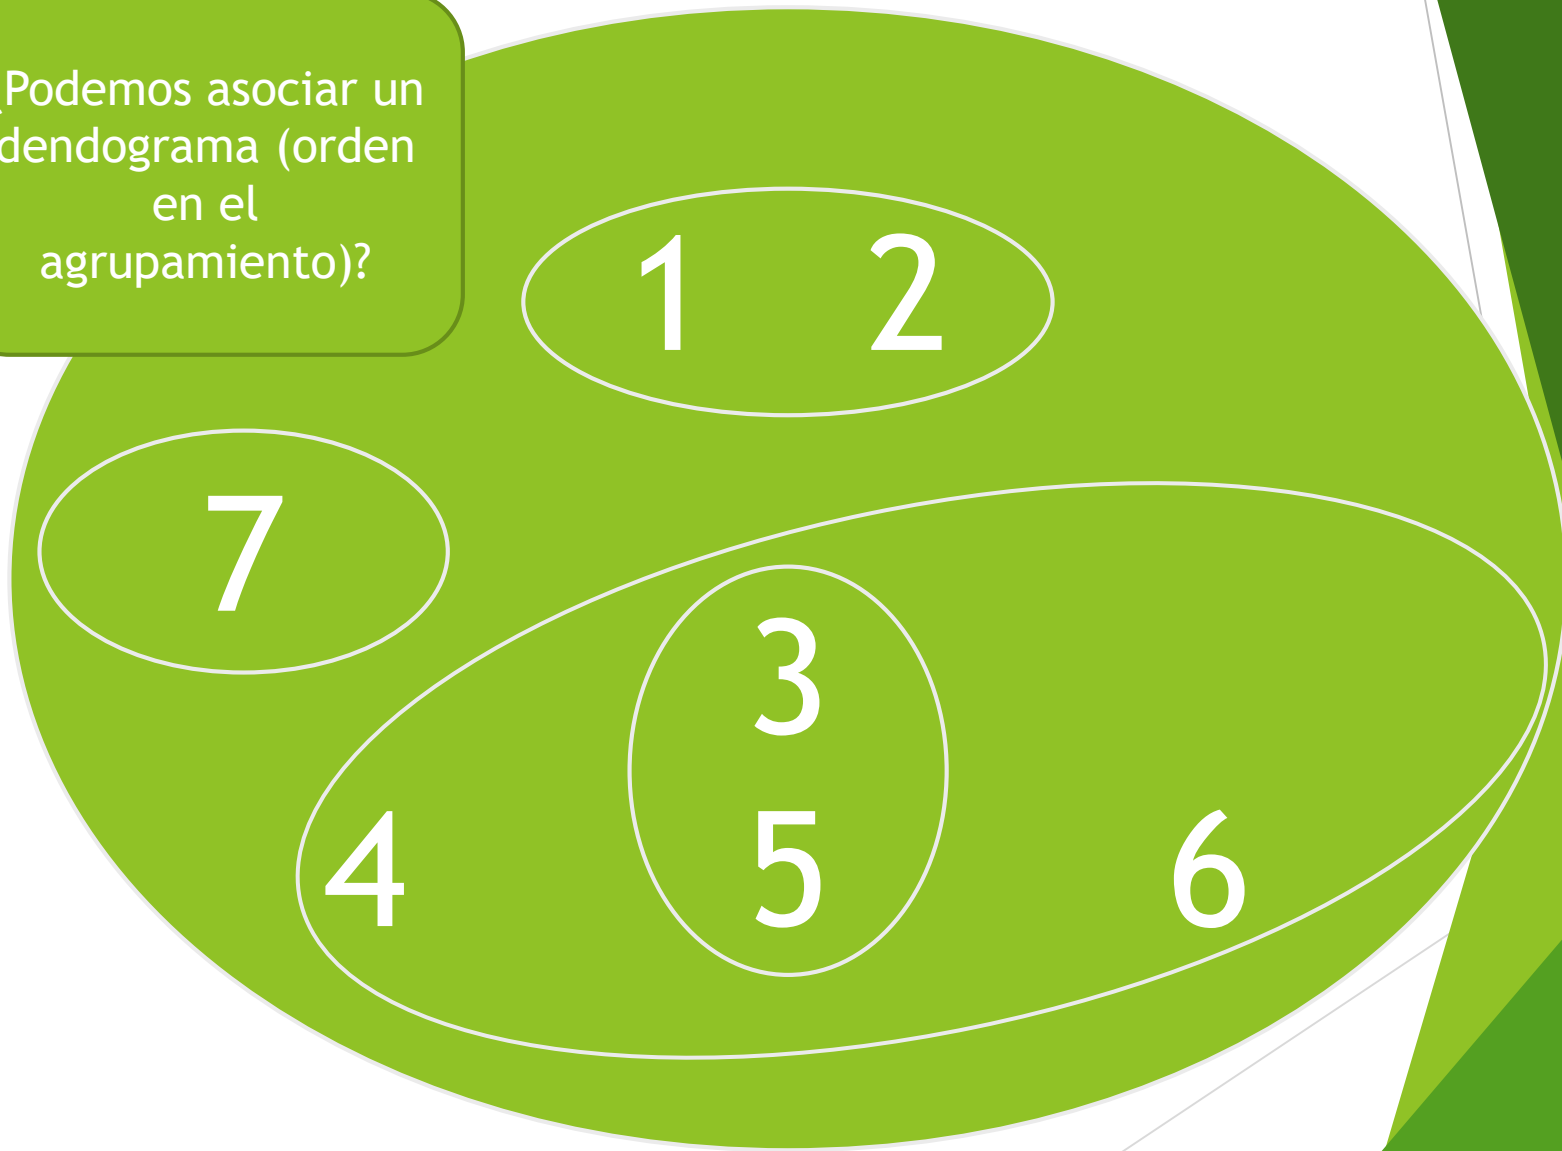 Podemos asociar un
dendograma (orden
en el
agrupamiento)?
1 2
7
3
4 5 6